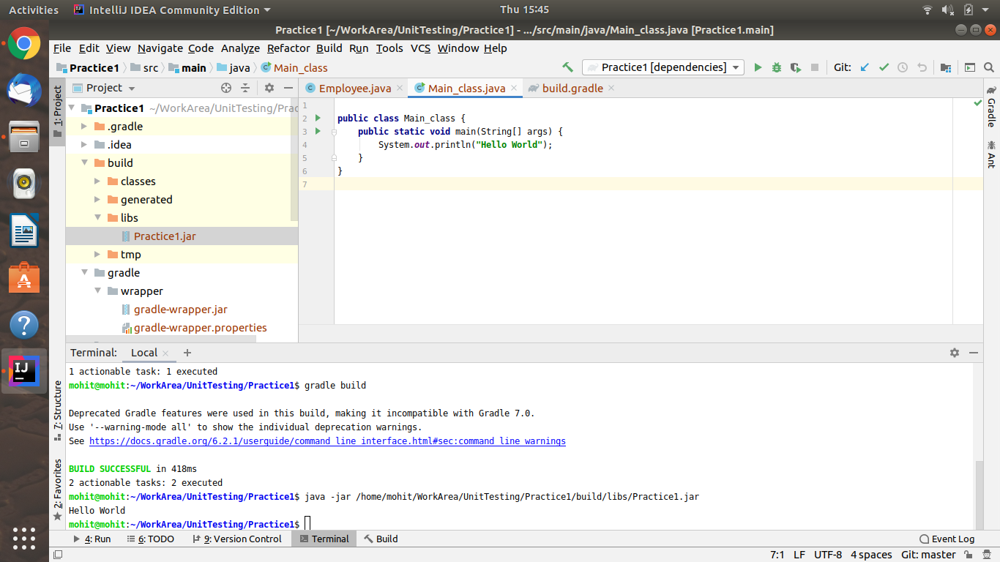 Activities
IntelliJ IDEA Community Edition
Thu 15:45
Practice1 [~/WorkArea/UnitTesting/Practice1] - .../src/main/java/Main_class.java [Practice1.main]
File Edit View Navigate Code Analyze Refactor Build Run Tools VCS Window Help
Practice1 src main java Main_class
Practice1 [dependencies]
Git:
1: Project
Project
Practice1 ~/WorkArea/UnitTesting/Prac
.gradle
.idea
build
classes
generated
libs
Practice1.jar
tmp
gradle
wrapper
gradle-wrapper.jar
gradle-wrapper.properties
Employee.java Main_class.java build.gradle
1
2 public class Main_class {
3 public static void main(String[] args) {
4 System.out.println("Hello World");
5 }
6 }
7
Gradle
Ant
7: Structure
2: Favorites
Terminal: Local +
1 actionable task: 1 executed
mohit@mohit:~/WorkArea/UnitTesting/Practice1$ gradle build
Deprecated Gradle features were used in this build, making it incompatible with Gradle 7.0.
Use '--warning-mode all' to show the individual deprecation warnings.
See https://docs.gradle.org/6.2.1/userguide/command_line_interface.html#sec:command_line_warnings
BUILD SUCCESSFUL in 418ms
2 actionable tasks: 2 executed
mohit@mohit:~/WorkArea/UnitTesting/Practice1$ java -jar /home/mohit/WorkArea/UnitTesting/Practice1/build/libs/Practice1.jar
Hello World
mohit@mohit:~/WorkArea/UnitTesting/Practice1$
4: Run 6: TODO 9: Version Control Terminal Build Event Log
7:1 LF UTF-8 4 spaces Git: master